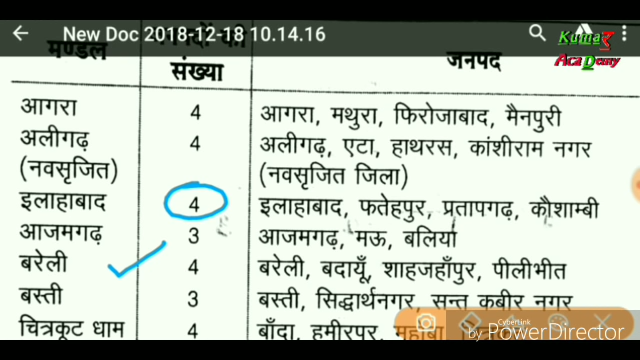 New Doc 2018-12-18 10.14.16
Kumar
Academy
मण्डल
संख्या
जनपद
आगरा 4 आगरा, मथुरा, फिरोजाबाद, मैनपुरी
अलीगढ़ 4 अलीगढ़, एटा, हाथरस, कांशीराम नगर
(नवसृजित) (नवसृजित जिला)
इलाहाबाद 4 इलाहाबाद, फतेहपुर, प्रतापगढ़, कौशाम्बी
आजमगढ़ 3 आजमगढ़, मऊ, बलिया
बरेली 4 बरेली, बदायूँ, शाहजहाँपुर, पीलीभीत
बस्ती 3 बस्ती, सिद्धार्थनगर, सन्त कबीर नगर
चित्रकूट धाम 4 बाँदा, हमीरपुर,
CyberLink
by PowerDirector